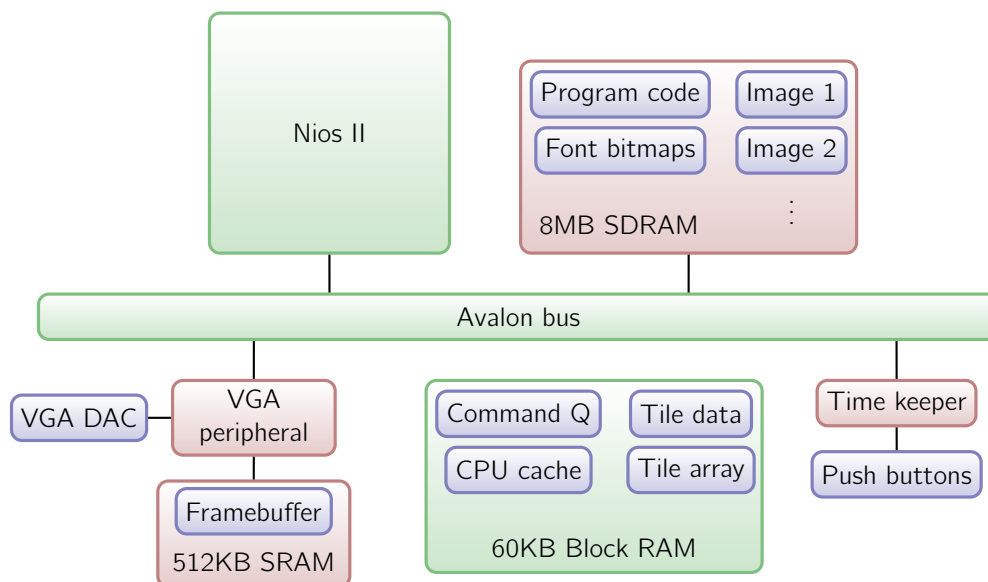 Nios II
Program code
Image 1
Font bitmaps
Image 2
⋮
8MB SDRAM
Avalon bus
VGA DAC
VGA
peripheral
Framebuffer
512KB SRAM
Command Q
Tile data
CPU cache
Tile array
60KB Block RAM
Time keeper
Push buttons